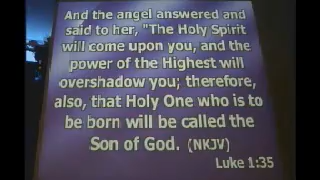 And the angel answered and
said to her, "The Holy Spirit
will come upon you, and the
power of the Highest will
overshadow you; therefore,
also, that Holy One who is to
be born will be called the
Son of God. (NKJV)
Luke 1:35